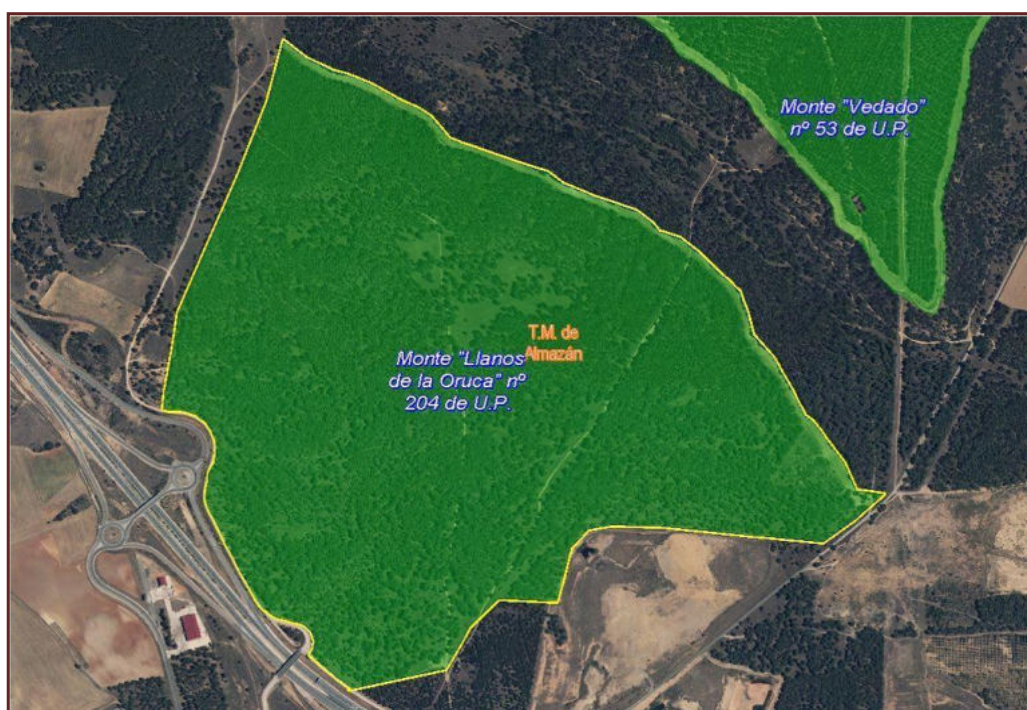 Monte "Vedado"
nº 53 de U.P.
T.M. de
Almazán
Monte "Llanos
de la Oruca" nº
204 de U.P.